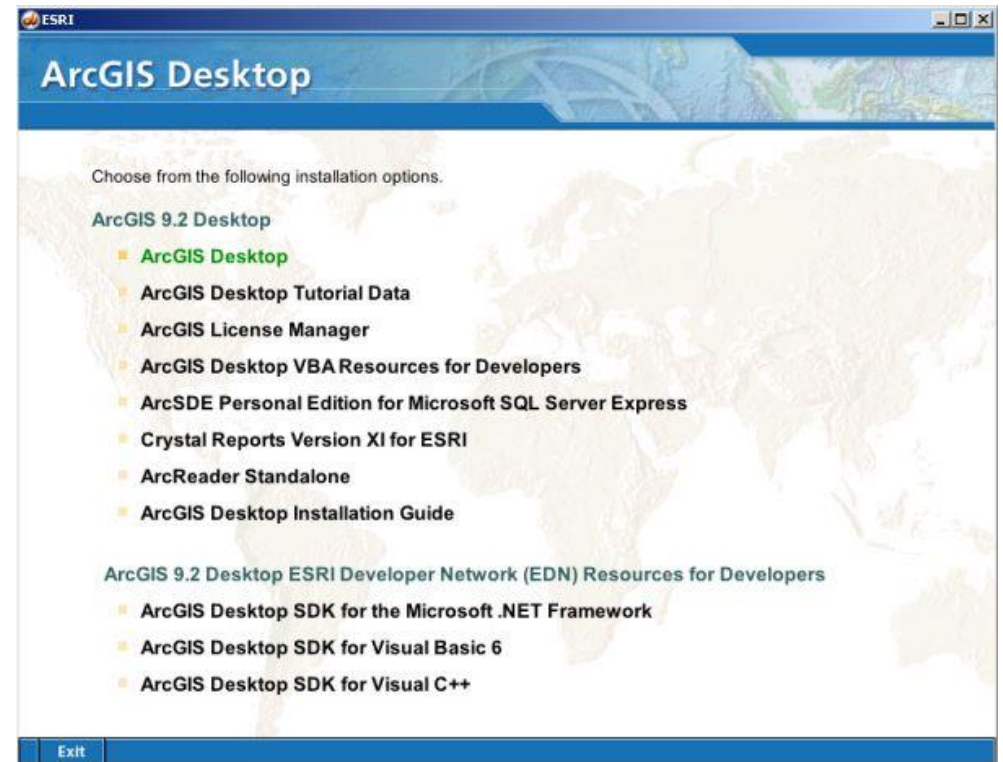 ESRI
ArcGIS Desktop
Choose from the following installation options.
ArcGIS 9.2 Desktop
ArcGIS Desktop
ArcGIS Desktop Tutorial Data
ArcGIS License Manager
ArcGIS Desktop VBA Resources for Developers
ArcSDE Personal Edition for Microsoft SQL Server Express
Crystal Reports Version XI for ESRI
ArcReader Standalone
ArcGIS Desktop Installation Guide
ArcGIS 9.2 Desktop ESRI Developer Network (EDN) Resources for Developers
ArcGIS Desktop SDK for the Microsoft .NET Framework
ArcGIS Desktop SDK for Visual Basic 6
ArcGIS Desktop SDK for Visual C++
Exit